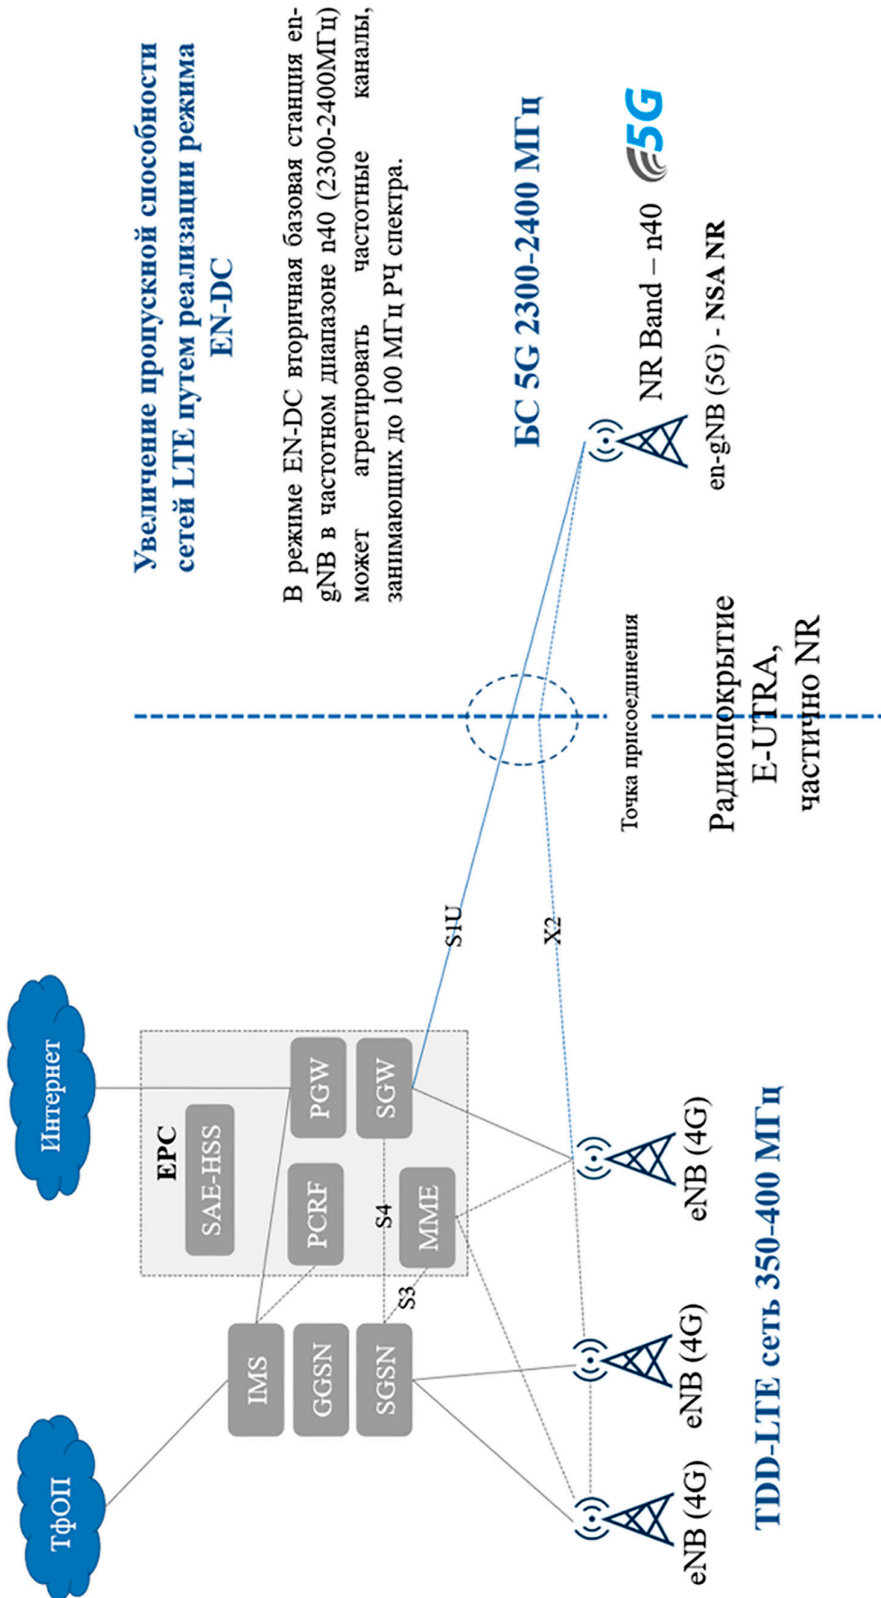 ТфОП
Интернет
Увеличение пропускной способности
сетей LTE путем реализации режима
EN-DC
EPC
SAE-HSS
IMS
PCRF
PGW
GGSN
S4
SGSN
SGW
S3
MME
В режиме EN-DC вторичная базовая станция en-
gNB в частотном диапазоне n40 (2300-2400МГц)
может агрегировать частотные каналы,
занимающих до 100 МГц РЧ спектра.
S1U
X2
БС 5G 2300-2400 МГц
Точка присоединения
NR Band – n40
5G
eNB (4G)
eNB (4G)
eNB (4G)
en-gNB (5G) - NSA NR
Радиопокрытие
E-UTRA,
частично NR
TDD-LTE сеть 350-400 МГц